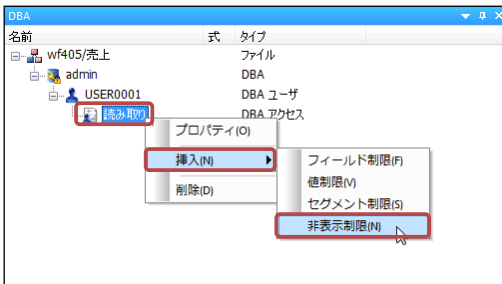 DBA
名前 式 タイプ
wf405/売上 ファイル
admin DBA
USER0001 DBA ユーザ
読み取り DBA アクセス
プロパティ(O)
挿入(N)
削除(D)
フィールド制限(F)
値制限(V)
セグメント制限(S)
非表示制限(N)